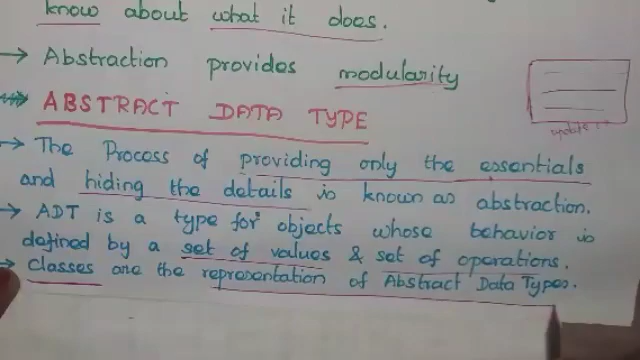 know about what it does.
→ Abstraction provides modularity
ABSTRACT DATA TYPE
update
→ The Process of providing only the essentials
and hiding the details is known as abstraction.
→ ADT is a type for objects whose behavior is
defined by a set of values & set of operations.
→ Classes are the representation of Abstract Data Types.